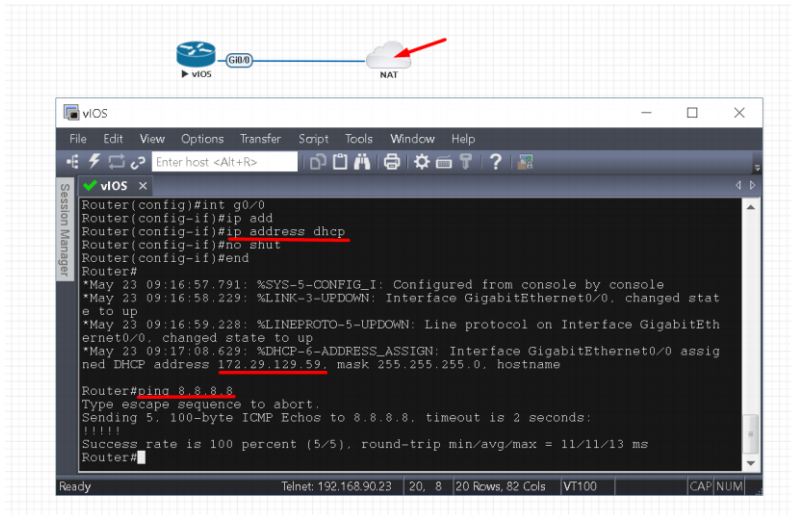 Gi0/0
vIOS
NAT
vIOS
File Edit View Options Transfer Script Tools Window Help
Enter host <Alt+R>
Session Manager
vIOS
Router(config)#int g0/0
Router(config-if)#ip add
Router(config-if)#ip address dhcp
Router(config-if)#no shut
Router(config-if)#end
Router#
*May 23 09:16:57.791: %SYS-5-CONFIG_I: Configured from console by console
*May 23 09:16:58.229: %LINK-3-UPDOWN: Interface GigabitEthernet0/0, changed stat
e to up
*May 23 09:16:59.228: %LINEPROTO-5-UPDOWN: Line protocol on Interface GigabitEth
ernet0/0, changed state to up
*May 23 09:17:08.629: %DHCP-6-ADDRESS_ASSIGN: Interface GigabitEthernet0/0 assig
ned DHCP address 172.29.129.59, mask 255.255.255.0, hostname
Router#ping 8.8.8.8
Type escape sequence to abort.
Sending 5, 100-byte ICMP Echos to 8.8.8.8, timeout is 2 seconds:
!!!!!
Success rate is 100 percent (5/5), round-trip min/avg/max = 11/11/13 ms
Router#
Ready Telnet: 192.168.90.23 20, 8 20 Rows, 82 Cols VT100 CAP NUM